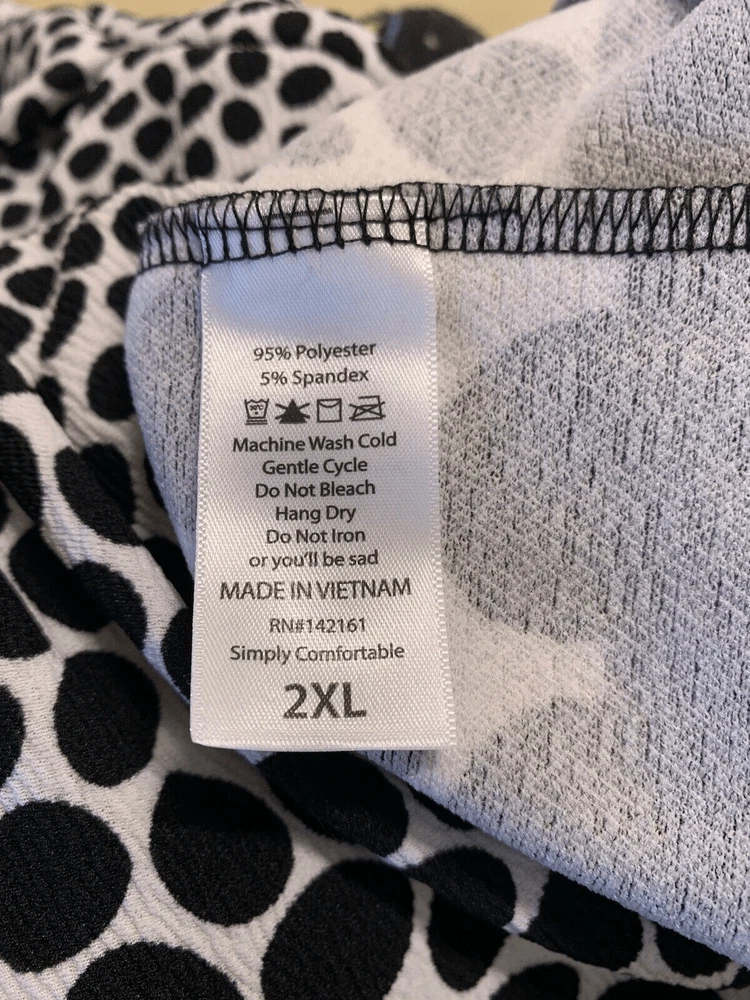 95% Polyester
5% Spandex
30°C
Machine Wash Cold
Gentle Cycle
Do Not Bleach
Hang Dry
Do Not Iron
or you'll be sad
MADE IN VIETNAM
RN#142161
Simply Comfortable
2XL